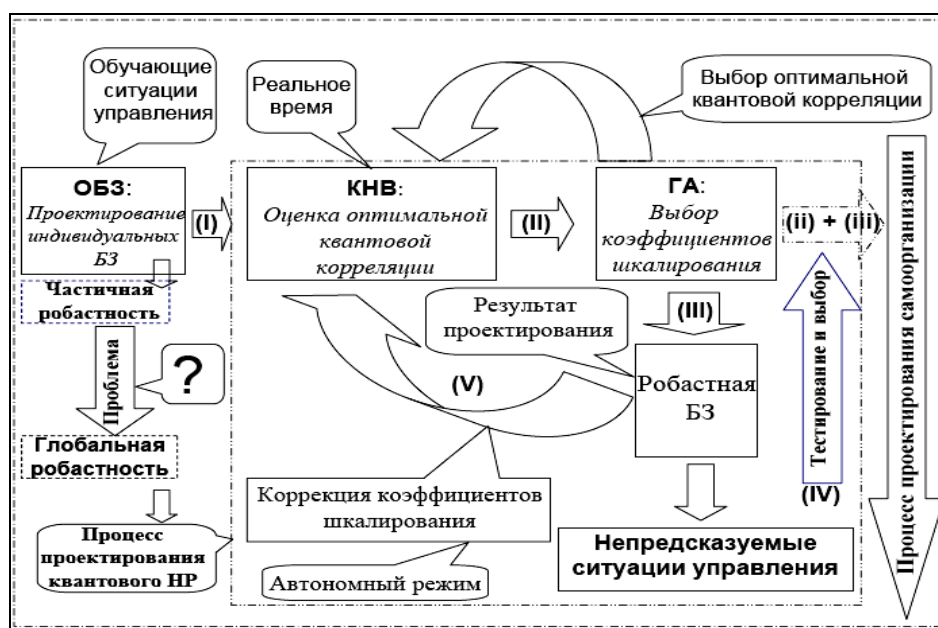 Обучающие
ситуации
управления
Реальное
время
Выбор оптимальной
квантовой корреляции
ОБЗ:
Проектирование
индивидуальных
БЗ
(I)
КНВ:
Оценка оптимальной
квантовой
корреляции
(II)
ГА:
Выбор
коэффициентов
шкалирования
(ii) + (iii)
Частичная
робастность
Проблема
?
Глобальная
робастность
Процесс
проектирования
квантового НР
Результат
проектирования
(III)
(V)
Робастная
БЗ
Коррекция коэффициентов
шкалирования
Автономный режим
Непредсказуемые
ситуации управления
Тестирование и выбор
(IV)
Процесс проектирования самоорганизации